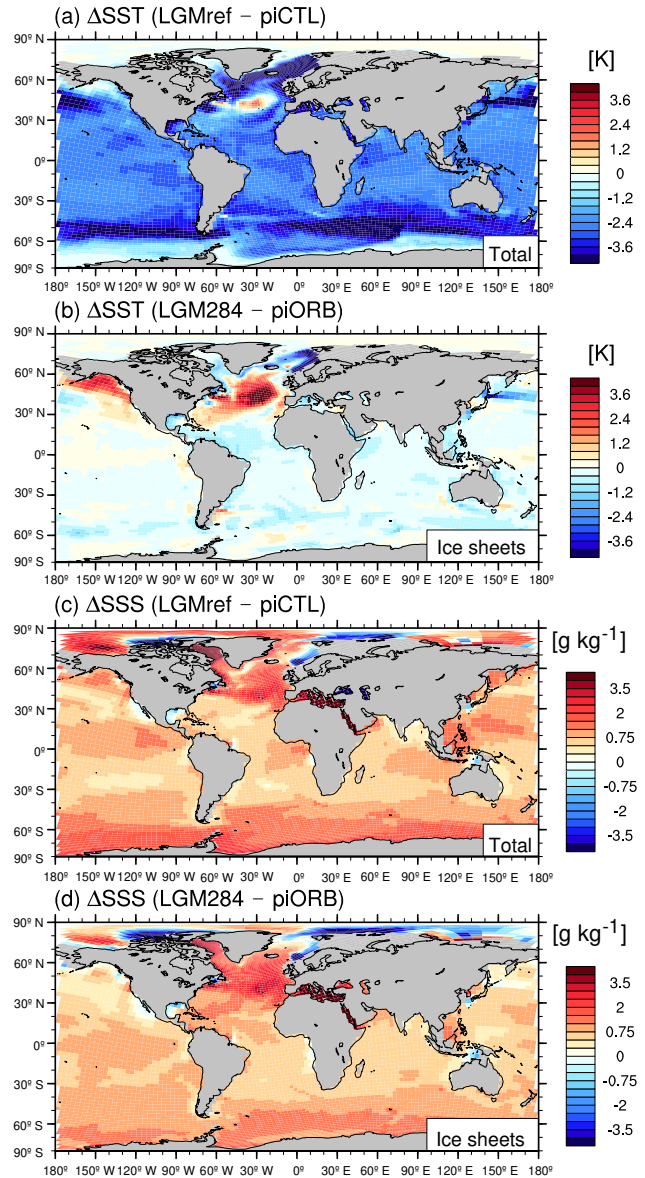 (a) ΔSST (LGMref − piCTL)
[K]
90º N
60º N
30º N
0º
30º S
60º S
90º S
3.6
2.4
1.2
0
-1.2
-2.4
-3.6
Total
180º 150º W 120º W 90º W 60º W 30º W 0º 30º E 60º E 90º E 120º E 150º E 180º
(b) ΔSST (LGM284 − piORB)
[K]
90º N
60º N
30º N
0º
30º S
60º S
90º S
3.6
2.4
1.2
0
-1.2
-2.4
-3.6
Ice sheets
180º 150º W 120º W 90º W 60º W 30º W 0º 30º E 60º E 90º E 120º E 150º E 180º
(c) ΔSSS (LGMref − piCTL)
[g kg⁻¹]
90º N
60º N
30º N
0º
30º S
60º S
90º S
3.5
2
0.75
0
-0.75
-2
-3.5
Total
180º 150º W 120º W 90º W 60º W 30º W 0º 30º E 60º E 90º E 120º E 150º E 180º
(d) ΔSSS (LGM284 − piORB)
[g kg⁻¹]
90º N
60º N
30º N
0º
30º S
60º S
90º S
3.5
2
0.75
0
-0.75
-2
-3.5
Ice sheets
180º 150º W 120º W 90º W 60º W 30º W 0º 30º E 60º E 90º E 120º E 150º E 180º